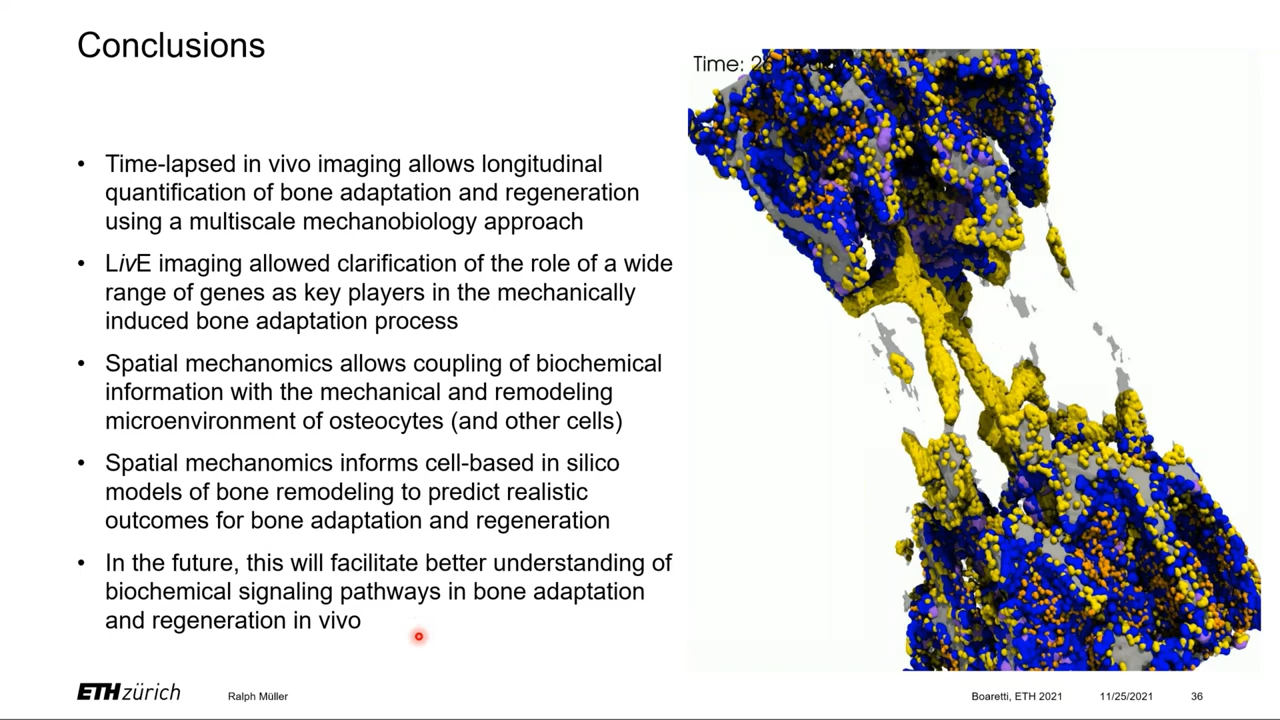 Conclusions
Time:
• Time-lapsed in vivo imaging allows longitudinal
quantification of bone adaptation and regeneration
using a multiscale mechanobiology approach
• LivE imaging allowed clarification of the role of a wide
range of genes as key players in the mechanically
induced bone adaptation process
• Spatial mechanomics allows coupling of biochemical
information with the mechanical and remodeling
microenvironment of osteocytes (and other cells)
• Spatial mechanomics informs cell-based in silico
models of bone remodeling to predict realistic
outcomes for bone adaptation and regeneration
• In the future, this will facilitate better understanding of
biochemical signaling pathways in bone adaptation
and regeneration in vivo
ETH zürich
Ralph Müller
Boaretti, ETH 2021
11/25/2021
36